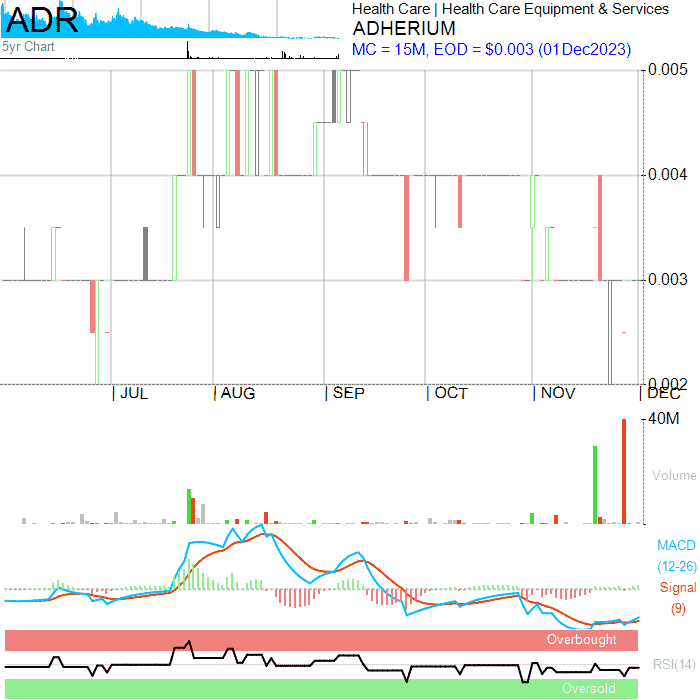 ADR
5yr Chart
Health Care | Health Care Equipment & Services
ADHERIUM
MC = 15M, EOD = $0.003 (01Dec2023)
0.005
0.004
0.003
0.002
| JUL | AUG | SEP | OCT | NOV | DEC
40M
Volume
MACD
(12-26)
Signal
(9)
Overbought
RSI(14)
Oversold